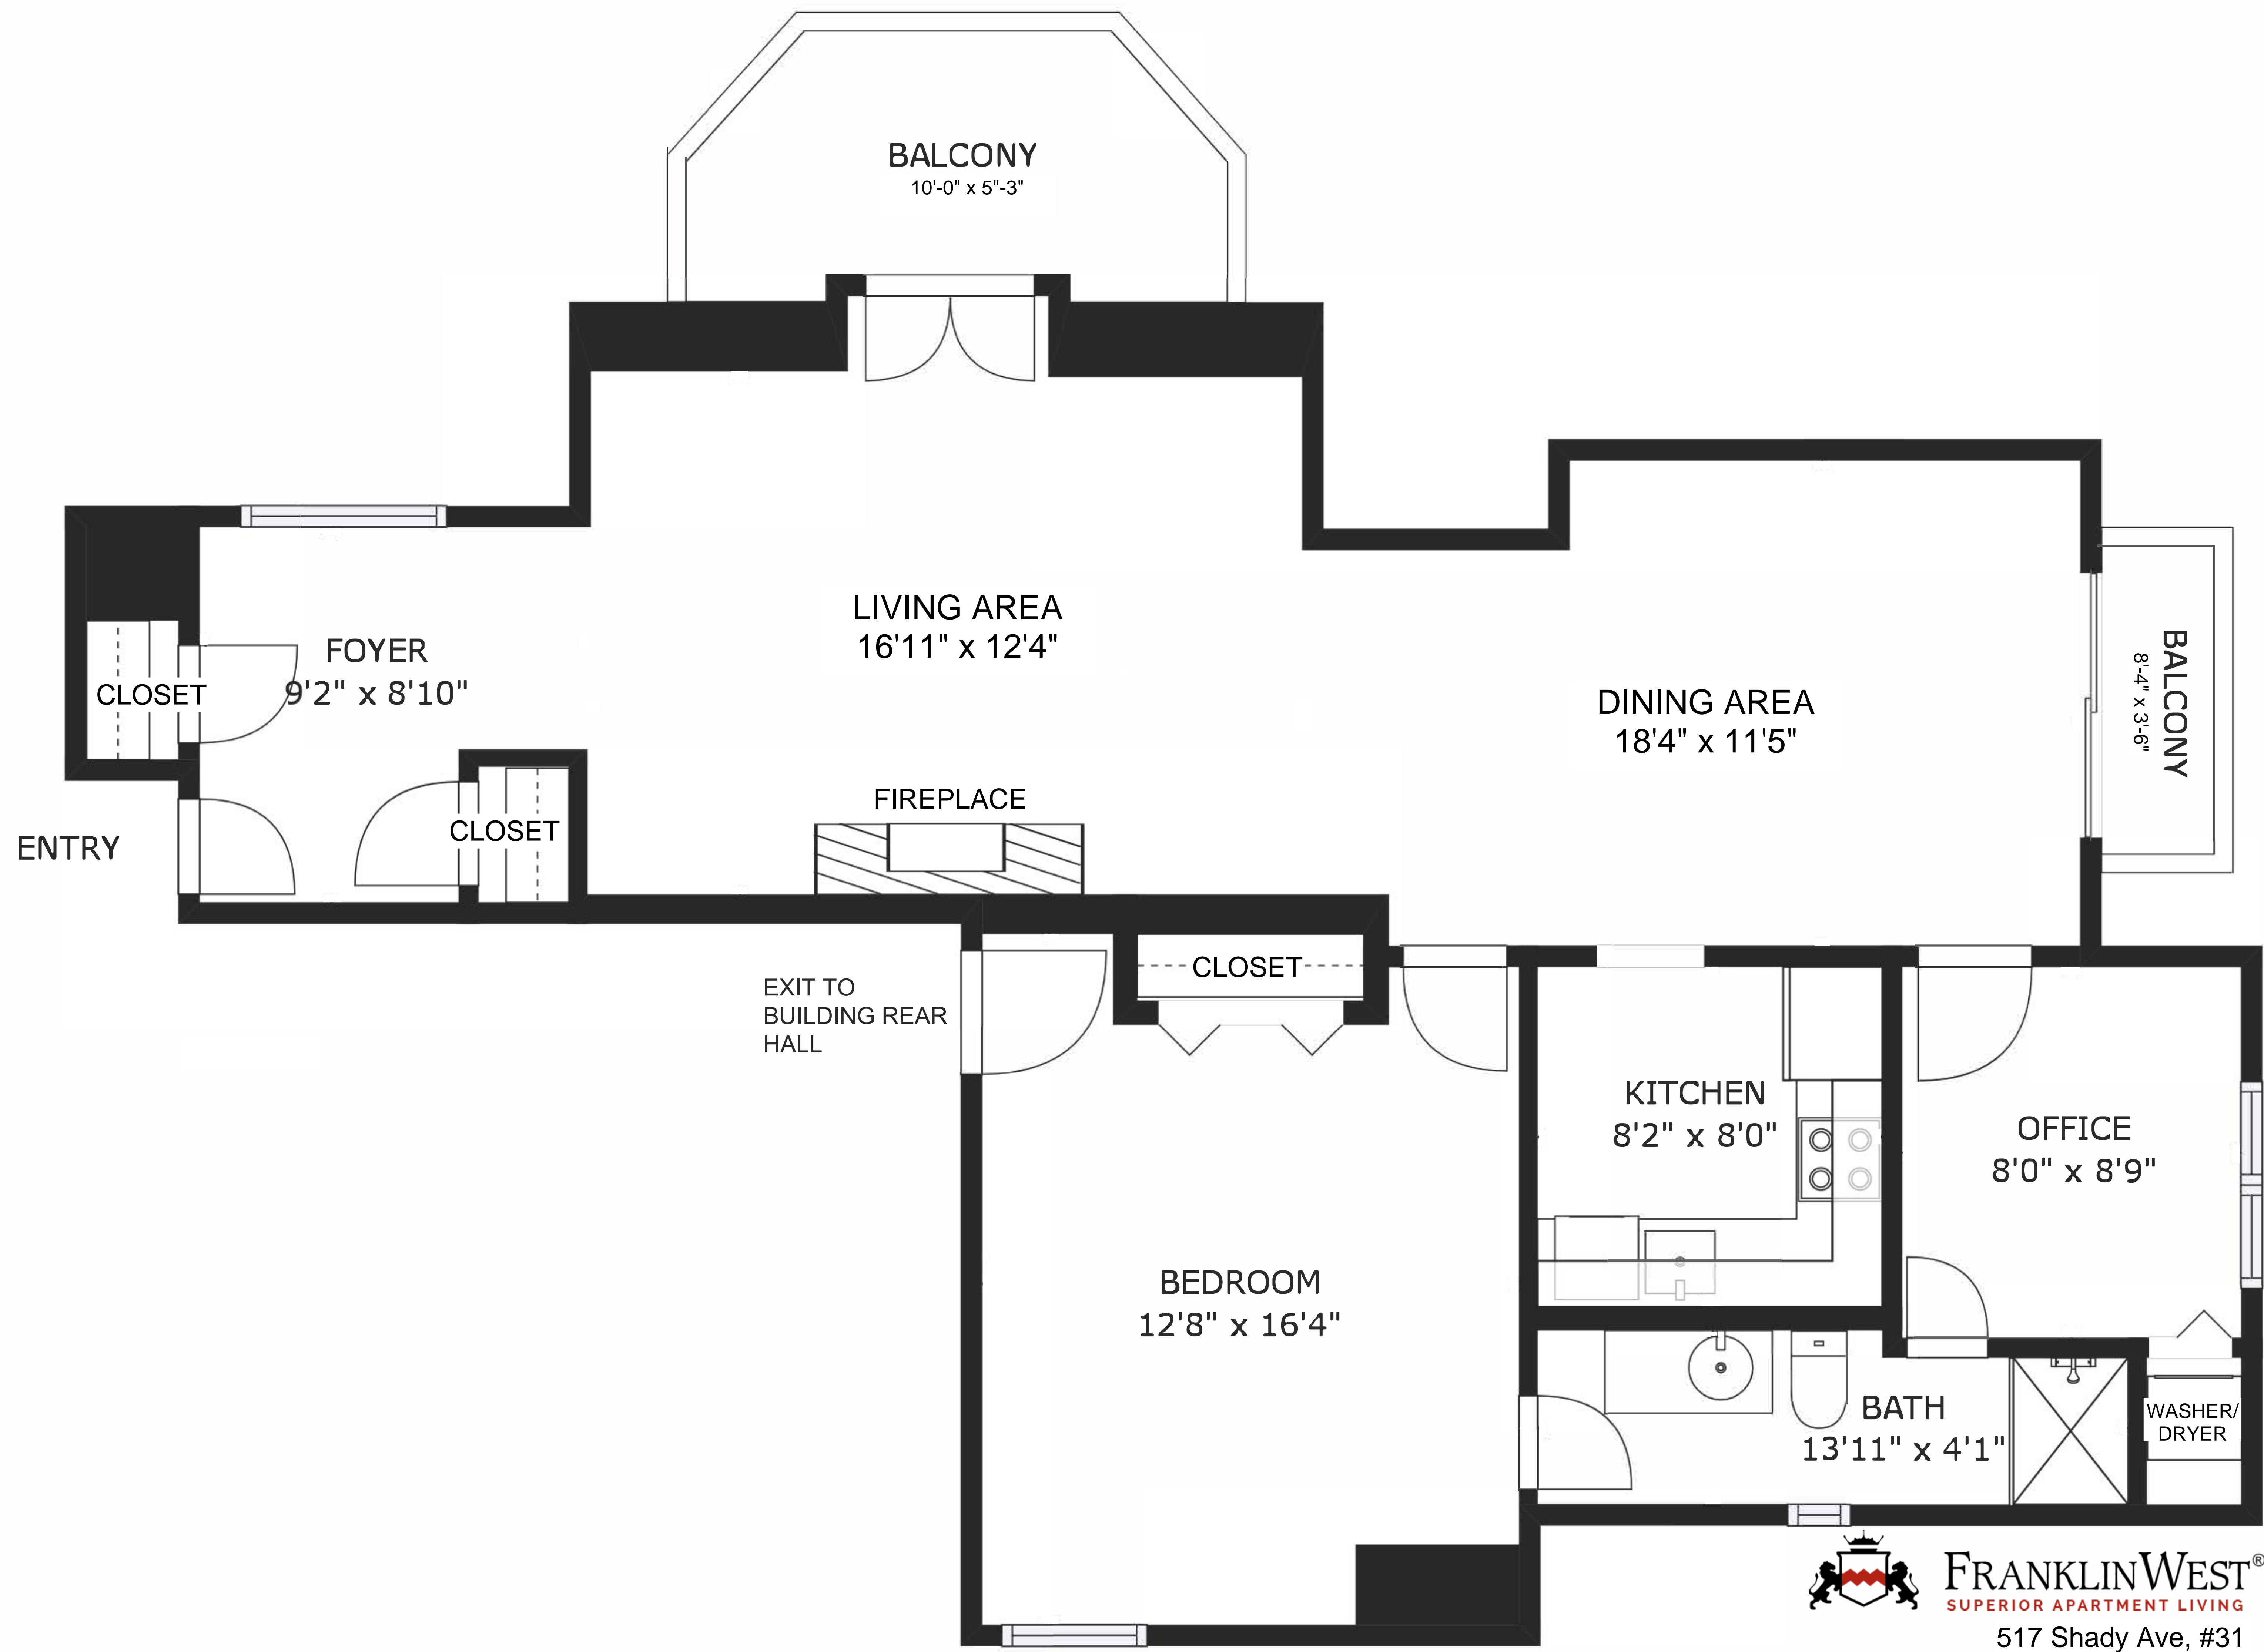 BALCONY
10'-0" x 5"-3"
LIVING AREA
16'11" x 12'4"
FOYER
9'2" x 8'10"
CLOSET
BALCONY
8'-4" x 3'-6"
DINING AREA
18'4" x 11'5"
FIREPLACE
CLOSET
ENTRY
CLOSET
EXIT TO
BUILDING REAR
HALL
KITCHEN
8'2" x 8'0"
OFFICE
8'0" x 8'9"
BEDROOM
12'8" x 16'4"
BATH
13'11" x 4'1"
WASHER/
DRYER
FRANKLINWEST®
SUPERIOR APARTMENT LIVING
517 Shady Ave, #31